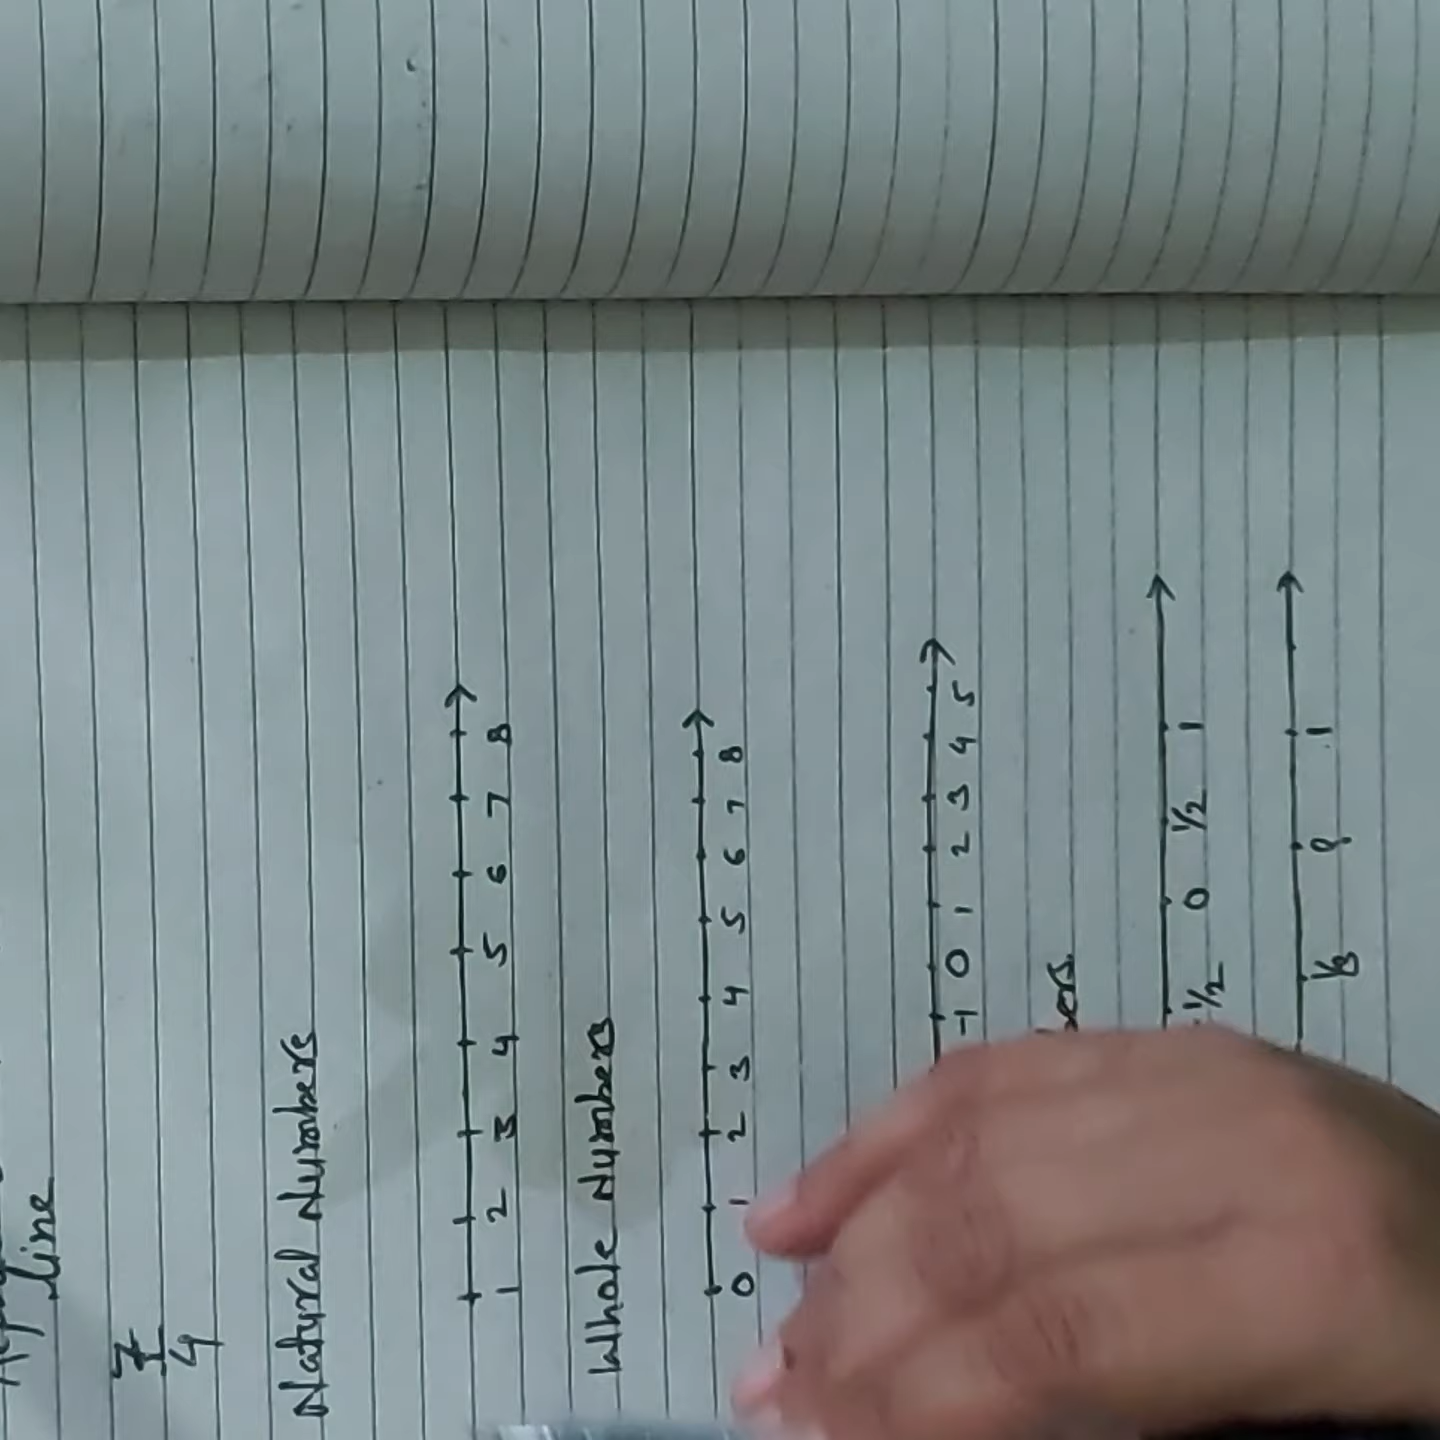 line
7
4
Natural Numbers
1 2 3 4 5 6 7 8
Whole Numbers
0 1 2 3 4 5 6 7 8
-1 0 1 2 3 4 5
-1/2 0 1/2 1
1/3 1